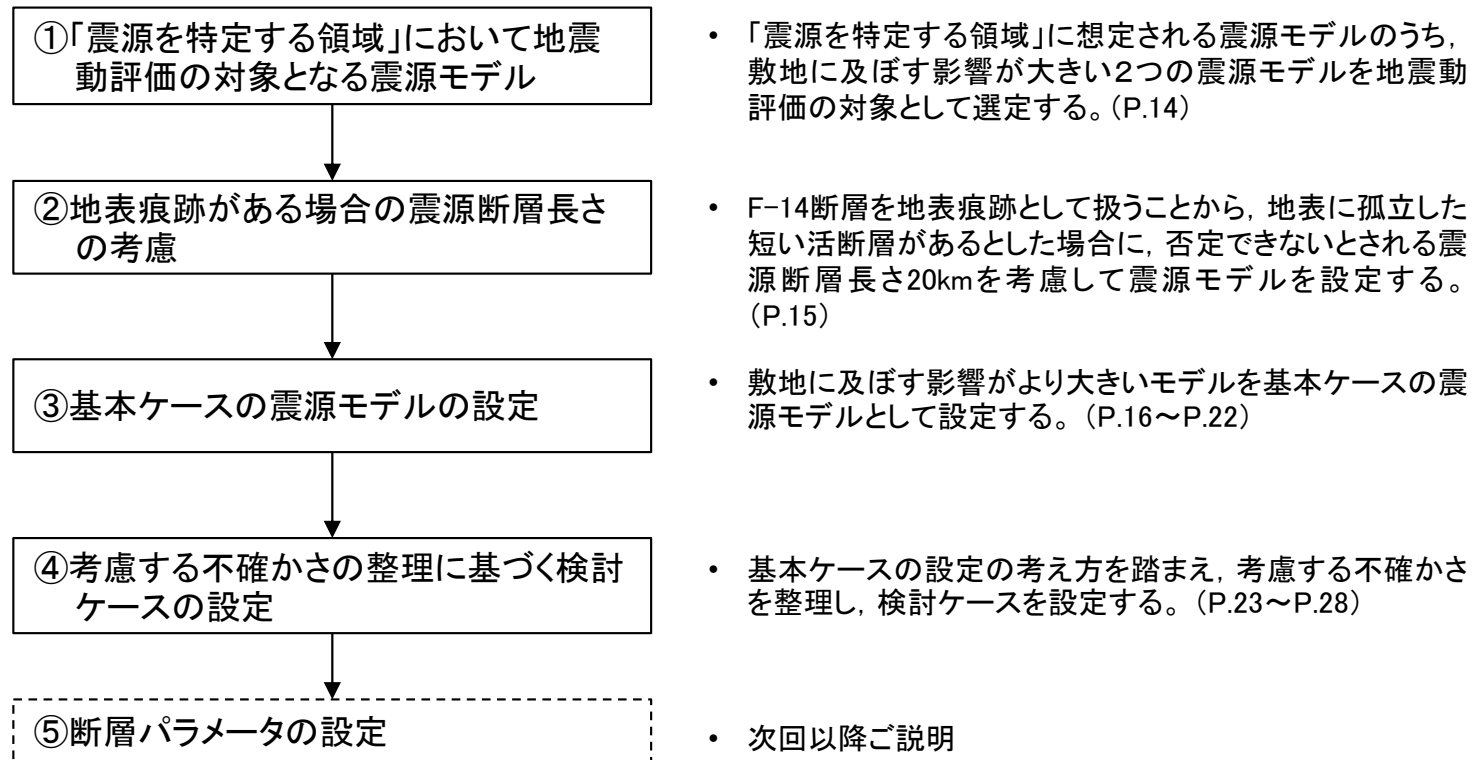 ①「震源を特定する領域」において地震
動評価の対象となる震源モデル
• 「震源を特定する領域」に想定される震源モデルのうち,
敷地に及ぼす影響が大きい2つの震源モデルを地震動
評価の対象として選定する。(P.14)
②地表痕跡がある場合の震源断層長さ
の考慮
• F-14断層を地表痕跡として扱うことから, 地表に孤立した
短い活断層があるとした場合に, 否定できないとされる震
源断層長さ20kmを考慮して震源モデルを設定する。
(P.15)
③基本ケースの震源モデルの設定
• 敷地に及ぼす影響がより大きいモデルを基本ケースの震
源モデルとして設定する。(P.16~P.22)
④考慮する不確かさの整理に基づく検討
ケースの設定
• 基本ケースの設定の考え方を踏まえ, 考慮する不確かさ
を整理し, 検討ケースを設定する。(P.23~P.28)
⑤断層パラメータの設定
• 次回以降ご説明